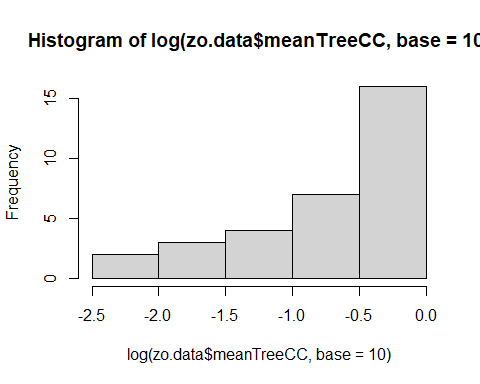 Histogram of log(zo.data$meanTreeCC, base = 10
Frequency
15
10
5
0
-2.5 -2.0 -1.5 -1.0 -0.5 0.0
log(zo.data$meanTreeCC, base = 10)